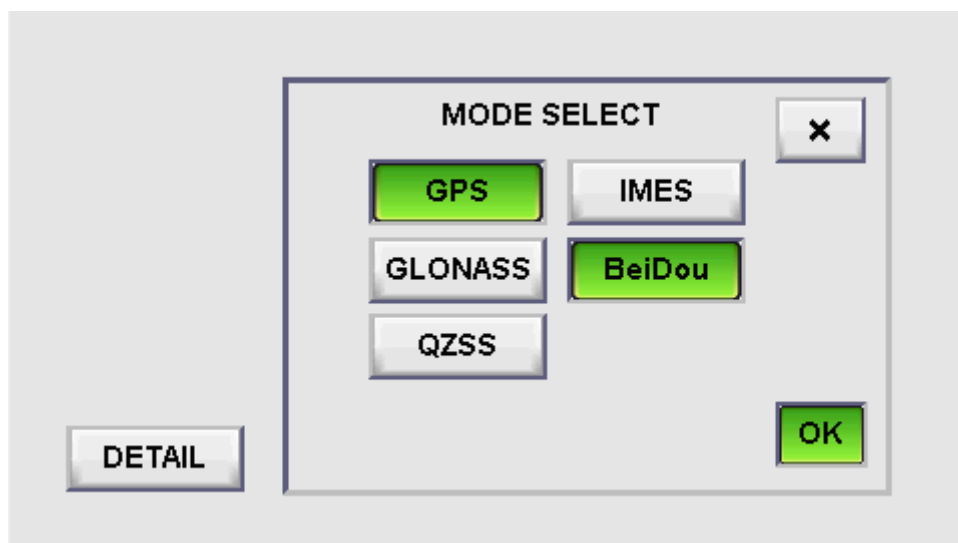 MODE SELECT
×
GPS
IMES
GLONASS
BeiDou
QZSS
OK
DETAIL